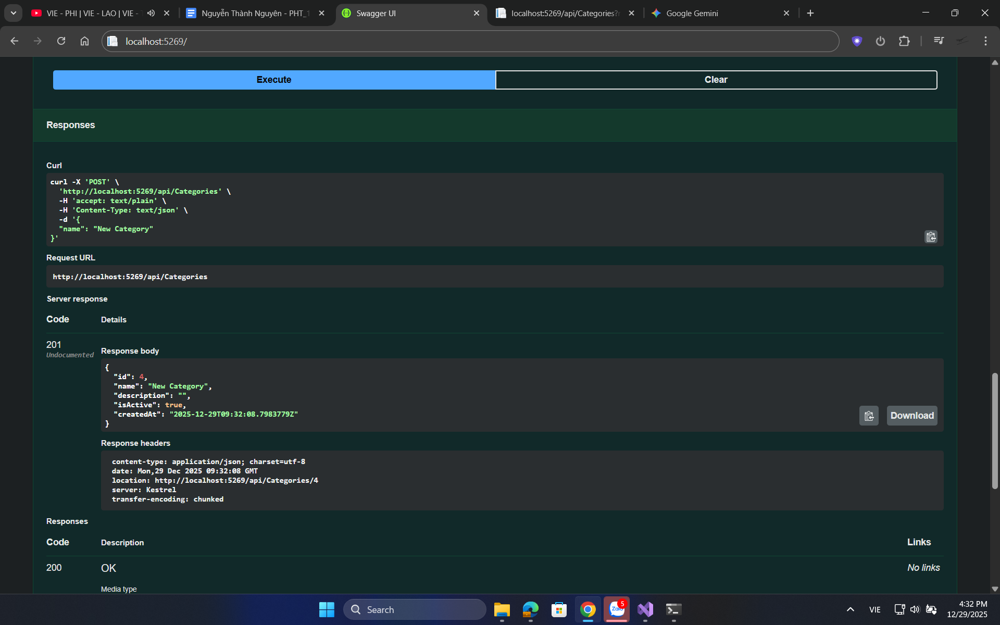 VIE - PHI | VIE - LAO | VIE -
Nguyễn Thành Nguyên - PHT_1
Swagger UI
localhost:5269/api/Categories?
Google Gemini
localhost:5269/
Execute
Clear
Responses
Curl
curl -X 'POST' \
'http://localhost:5269/api/Categories' \
-H 'accept: text/plain' \
-H 'Content-Type: text/json' \
-d '{
"name": "New Category"
}'
Request URL
http://localhost:5269/api/Categories
Server response
Code Details
201
Undocumented
Response body
{
"id": 4,
"name": "New Category",
"description": "",
"isActive": true,
"createdAt": "2025-12-29T09:32:08.7983779Z"
}
Download
Response headers
content-type: application/json; charset=utf-8
date: Mon,29 Dec 2025 09:32:08 GMT
location: http://localhost:5269/api/Categories/4
server: Kestrel
transfer-encoding: chunked
Responses
Code Description Links
200 OK No links
Media type
Search
Zalo
5
VIE
4:32 PM
12/29/2025